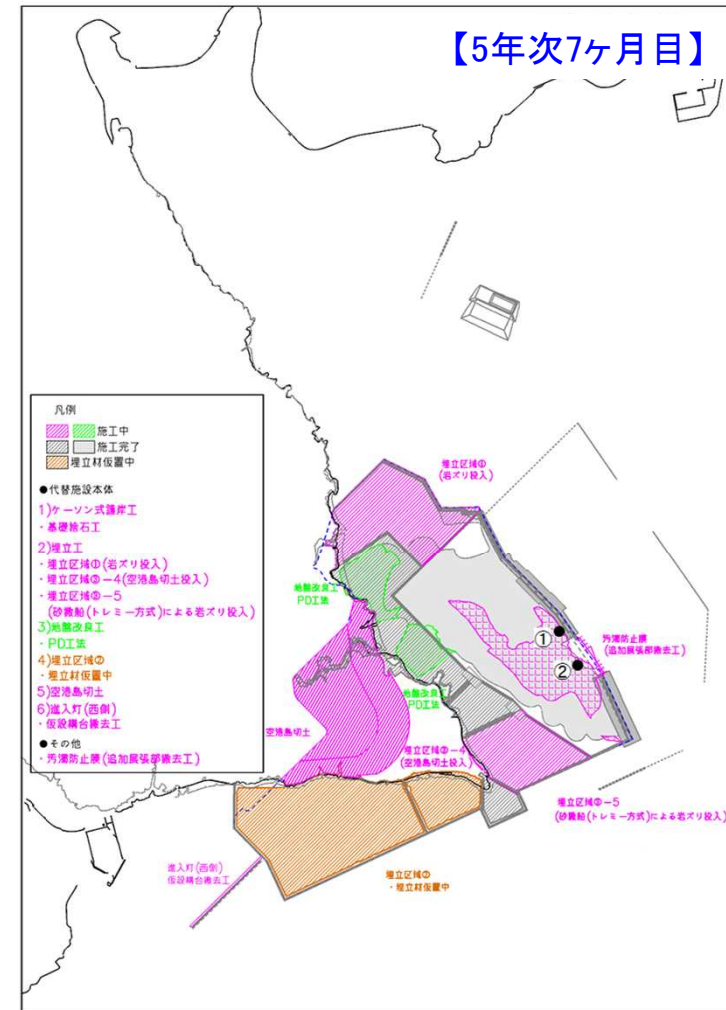 【5年次7ヶ月目】
凡例
施工中
施工完了
埋立材仮置中
●代替施設本体
1)ケーソン式護岸工
・基礎捨石工
2)埋立工
・埋立区域①(岩ズリ投入)
・埋立区域③-4(空港島切土投入)
・埋立区域③-5
(砂撒船(トレミー方式)による岩ズリ投入)
3)地盤改良工
・PD工法
4)埋立区域②
・埋立材仮置中
5)空港島切土
6)進入灯(西側)
・仮設構台撤去工
●その他
・汚濁防止膜(追加展張部撤去工)
埋立区域①
(岩ズリ投入)
地盤改良工
PD工法
①
②
汚濁防止膜
(追加展張部撤去工)
地盤改良工
PD工法
空港島切土
埋立区域③-4
(空港島切土投入)
埋立区域③-5
(砂撒船(トレミー方式)による岩ズリ投入)
進入灯(西側)
仮設構台撤去工
埋立区域②
・埋立材仮置中